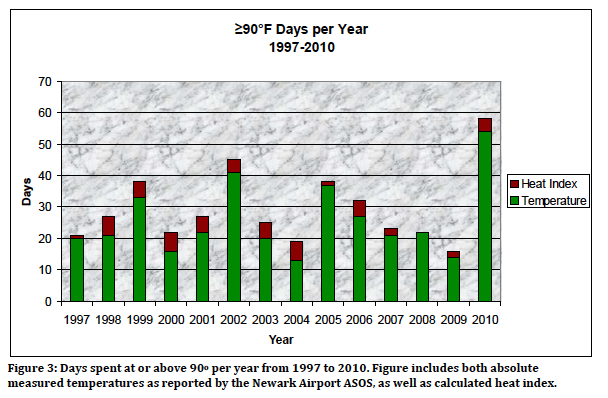 ≥90°F Days per Year
1997-2010
70
60
50
40
30
20
10
0
Days
1997 1998 1999 2000 2001 2002 2003 2004 2005 2006 2007 2008 2009 2010
Year
Heat Index
Temperature
Figure 3: Days spent at or above 90º per year from 1997 to 2010. Figure includes both absolute
measured temperatures as reported by the Newark Airport ASOS, as well as calculated heat index.